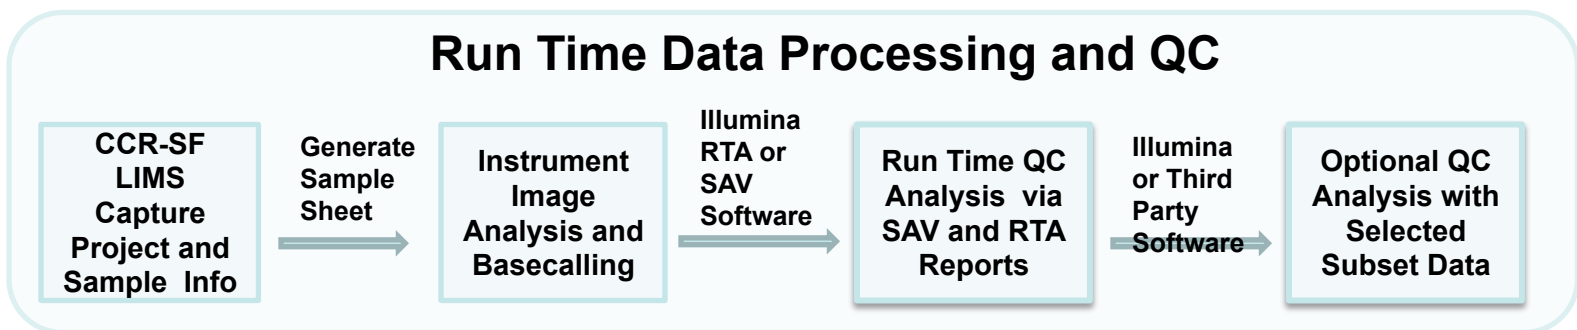 Run Time Data Processing and QC
CCR-SF
LIMS
Capture
Project and
Sample Info
Generate
Sample
Sheet
Instrument
Image
Analysis and
Basecalling
Illumina
RTA or
SAV
Software
Run Time QC
Analysis via
SAV and RTA
Reports
Illumina
or Third
Party
Software
Optional QC
Analysis with
Selected
Subset Data